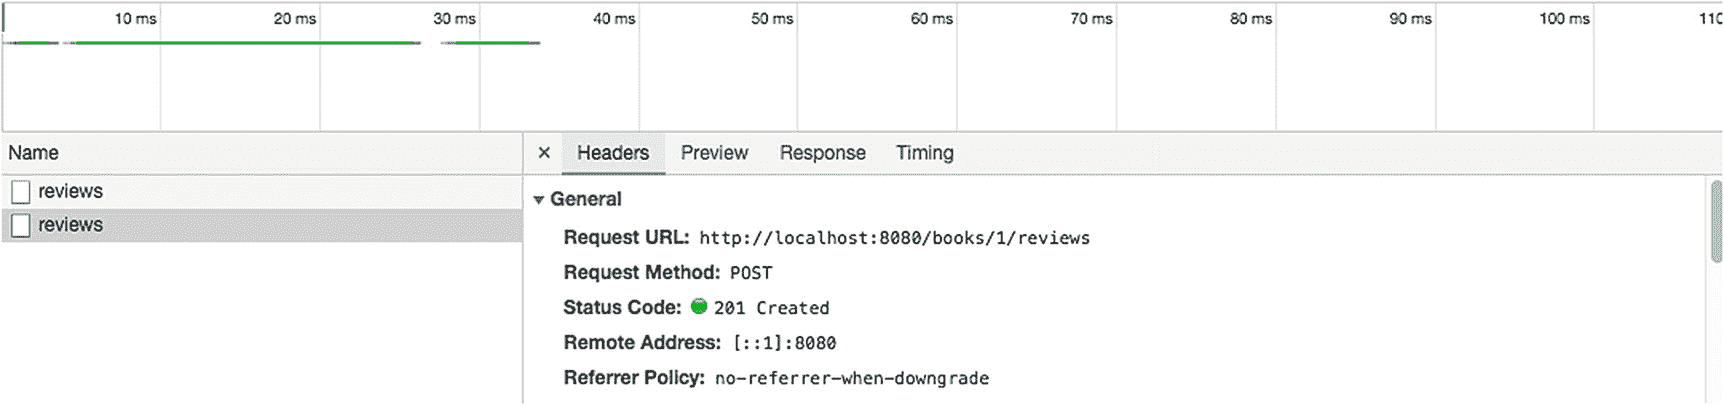 10 ms 20 ms 30 ms 40 ms 50 ms 60 ms 70 ms 80 ms 90 ms 100 ms 110
Name × Headers Preview Response Timing
reviews
reviews
▼ General
Request URL: http://localhost:8080/books/1/reviews
Request Method: POST
Status Code: 201 Created
Remote Address: [::1]:8080
Referrer Policy: no-referrer-when-downgrade